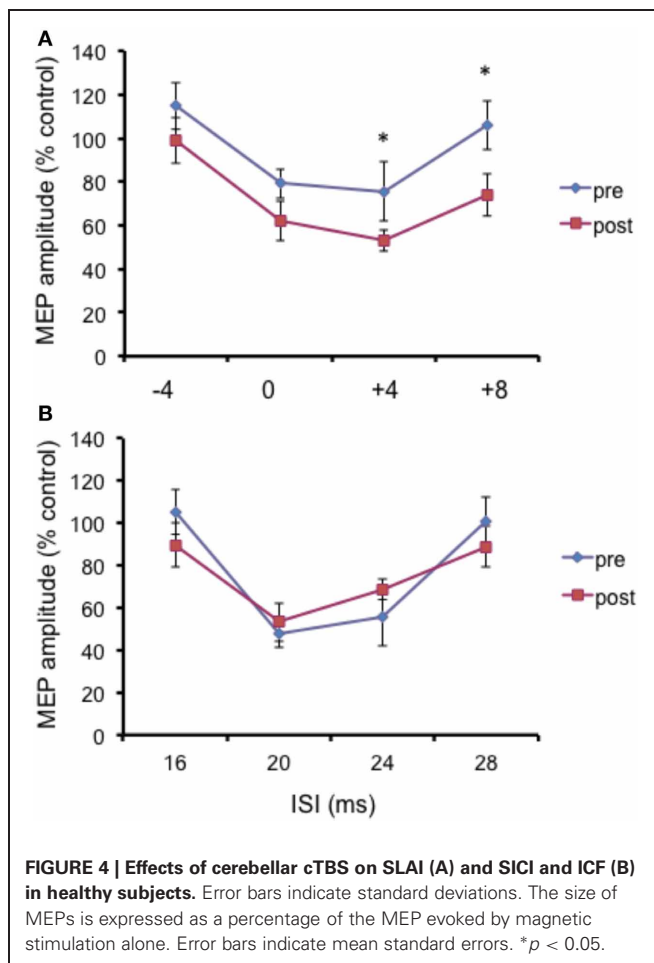 A
MEP amplitude (% control)
140
120
100
80
60
40
20
0
*
*
pre
post
-4 0 +4 +8
B
MEP amplitude (% control)
140
120
100
80
60
40
20
0
pre
post
16 20 24 28
ISI (ms)
FIGURE 4 | Effects of cerebellar cTBS on SLAI (A) and SICI and ICF (B)
in healthy subjects. Error bars indicate standard deviations. The size of
MEPs is expressed as a percentage of the MEP evoked by magnetic
stimulation alone. Error bars indicate mean standard errors. *p < 0.05.